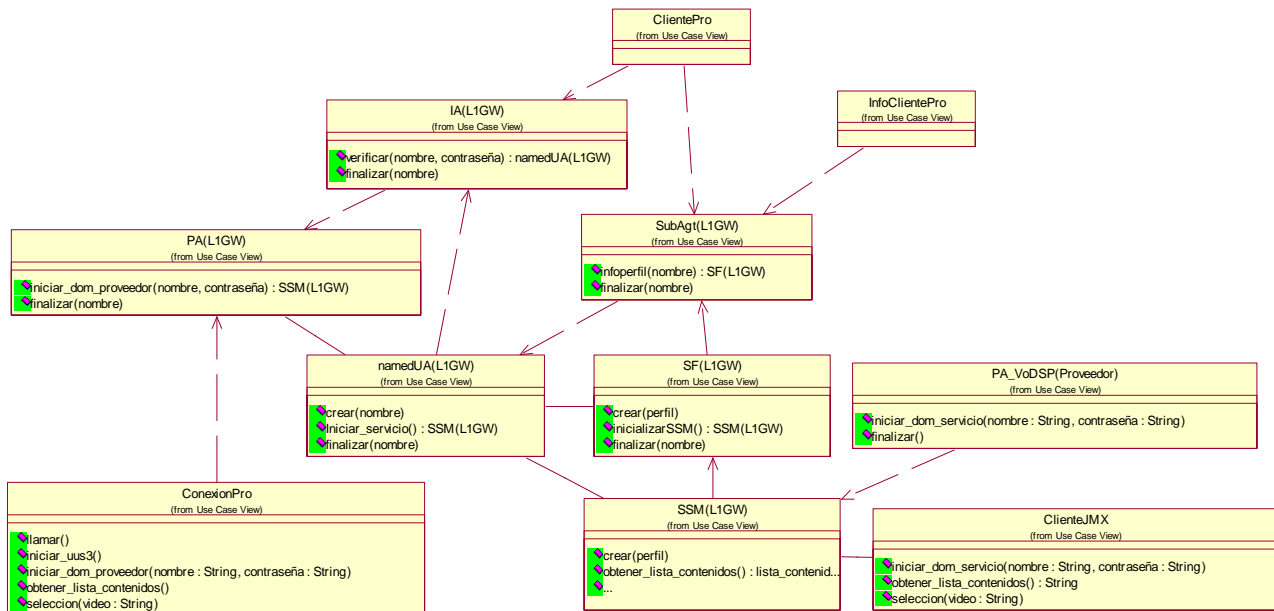 ClientePro
(from Use Case View)
InfoClientePro
(from Use Case View)
IA(L1GW)
(from Use Case View)
verificar(nombre, contraseña) : namedUA(L1GW)
finalizar(nombre)
SubAgt(L1GW)
(from Use Case View)
infoperfil(nombre) : SF(L1GW)
finalizar(nombre)
PA(L1GW)
(from Use Case View)
iniciar_dom_proveedor(nombre, contraseña) : SSM(L1GW)
finalizar(nombre)
namedUA(L1GW)
(from Use Case View)
crear(nombre)
Iniciar_servicio() : SSM(L1GW)
finalizar(nombre)
SF(L1GW)
(from Use Case View)
crear(perfil)
inicializarSSM() : SSM(L1GW)
finalizar(nombre)
PA_VoDSP(Proveedor)
(from Use Case View)
iniciar_dom_servicio(nombre : String, contraseña : String)
finalizar()
ConexionPro
(from Use Case View)
llamar()
iniciar_uus3()
iniciar_dom_proveedor(nombre : String, contraseña : String)
obtener_lista_contenidos()
seleccion(video : String)
SSM(L1GW)
(from Use Case View)
crear(perfil)
obtener_lista_contenidos() : lista_contenid...
...
ClienteJMX
(from Use Case View)
iniciar_dom_servicio(nombre : String, contraseña : String)
obtener_lista_contenidos() : String
seleccion(video : String)